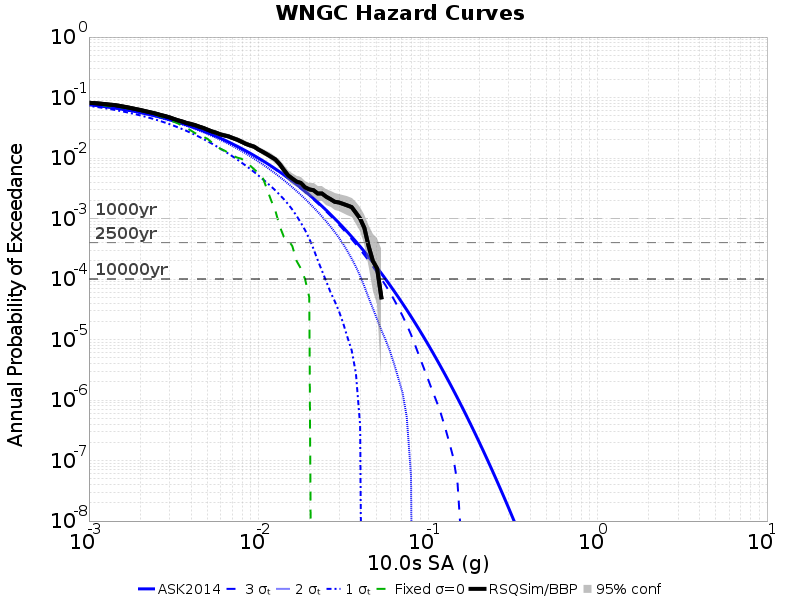 WNGC Hazard Curves
Annual Probability of Exceedance
10^0
10^-1
10^-2
10^-3
10^-4
10^-5
10^-6
10^-7
10^-8
1000yr
2500yr
10000yr
10^-3 10^-2 10^-1 10^0 10^1
10.0s SA (g)
ASK2014 3 σₜ 2 σₜ 1 σₜ Fixed σ=0 RSQSim/BBP 95% conf